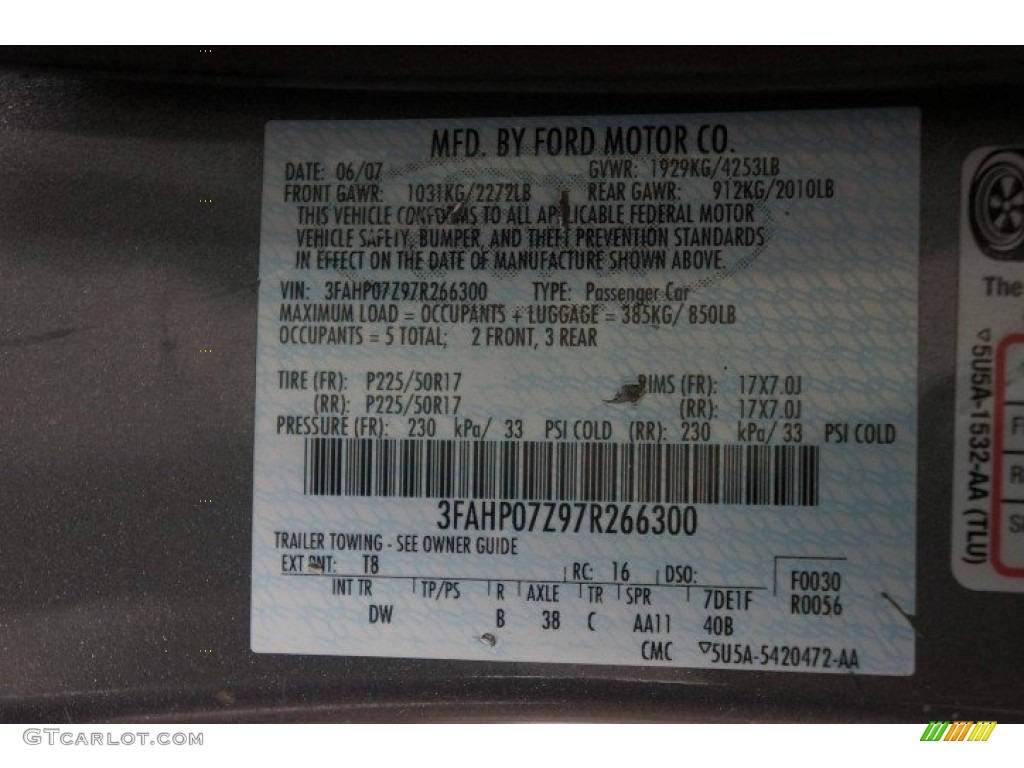 MFD. BY FORD MOTOR CO.
DATE: 06/07 GVWR: 1929KG/4253LB
FRONT GAWR: 1031KG/2272LB REAR GAWR: 912KG/2010LB
THIS VEHICLE CONFORMS TO ALL APPLICABLE FEDERAL MOTOR
VEHICLE SAFETY, BUMPER, AND THEFT PREVENTION STANDARDS
IN EFFECT ON THE DATE OF MANUFACTURE SHOWN ABOVE.
VIN: 3FAHP07Z97R266300 TYPE: Passenger Car
MAXIMUM LOAD = OCCUPANTS + LUGGAGE = 385KG/ 850LB
OCCUPANTS = 5 TOTAL; 2 FRONT, 3 REAR
TIRE (FR): P225/50R17 RIMS (FR): 17X7.0J
(RR): P225/50R17 (RR): 17X7.0J
PRESSURE (FR): 230 kPa/ 33 PSI COLD (RR): 230 kPa/ 33 PSI COLD
3FAHP07Z97R266300
TRAILER TOWING - SEE OWNER GUIDE
EXT PNT: T8 RC: 16 DSO: F0030
INT TR TP/PS R AXLE TR SPR 7DE1F R0056
DW B 38 C AA11 40B
CMC ▽5U5A-5420472-AA
The
▽5U5A-1532-AA (TLU)
GTcarlot.com